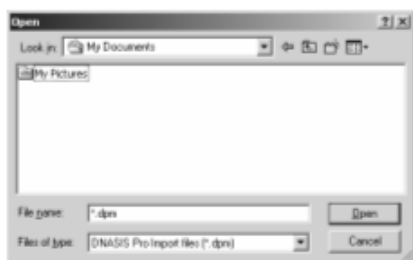 Open
Look in: My Documents
My Pictures
File name: *.dpm Open
Files of type: DNASIS Pro Import files (*.dpm) Cancel